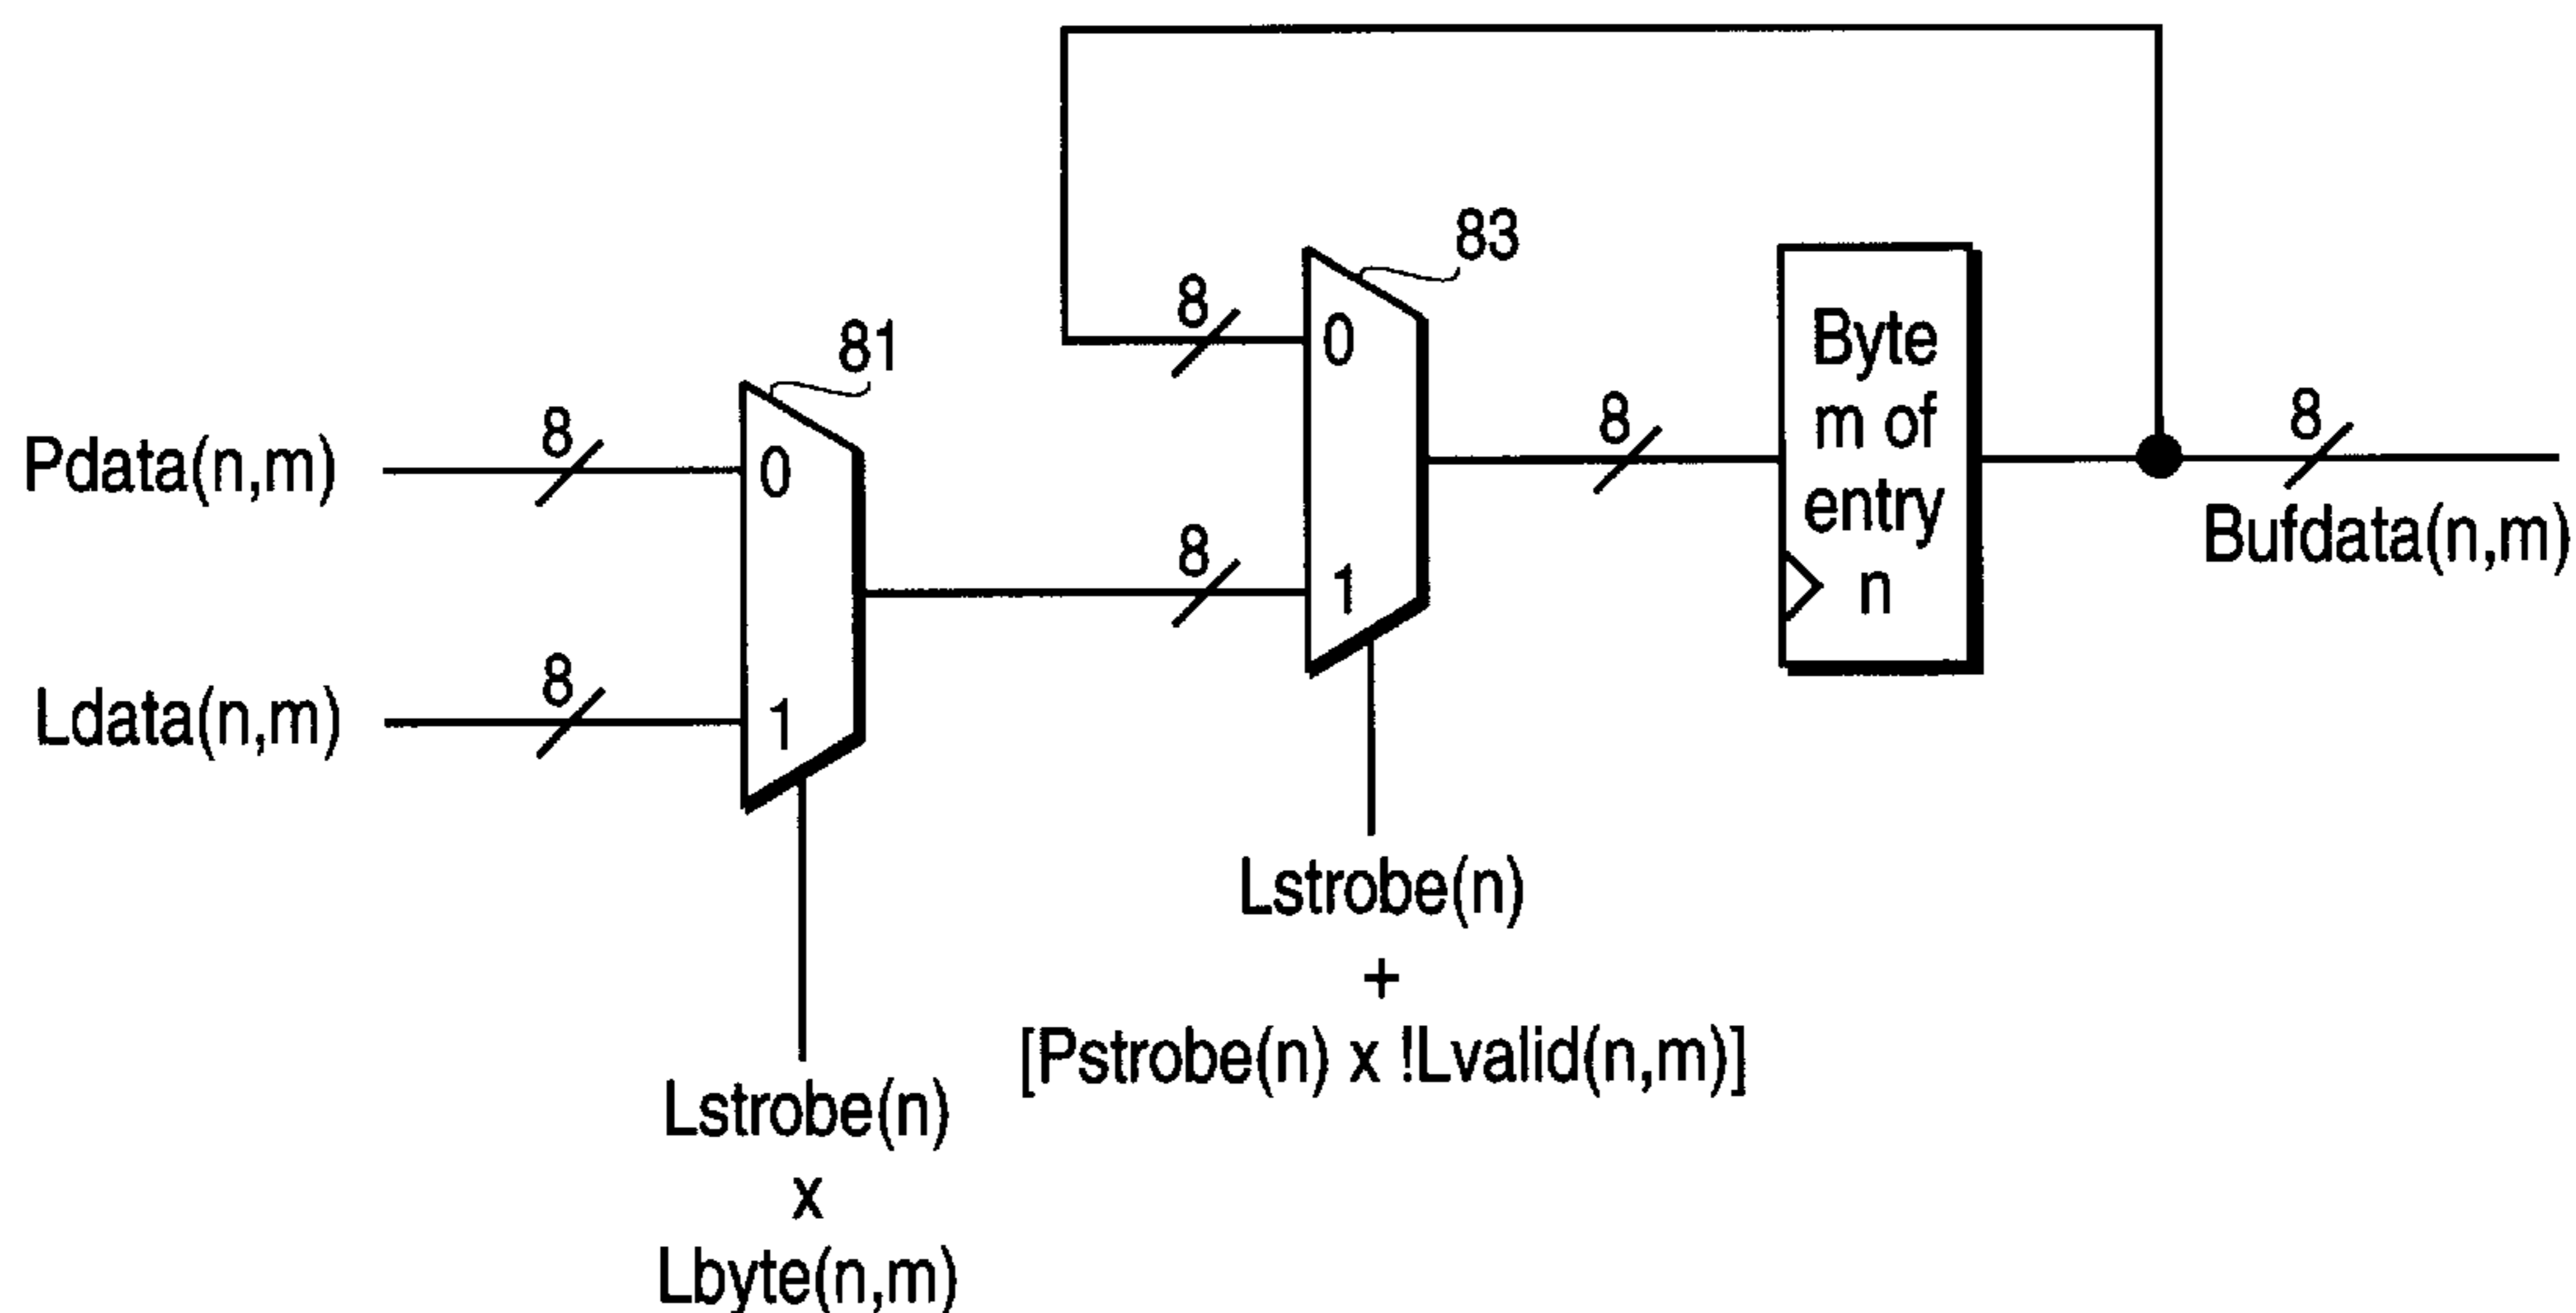 83
8
0
Byte
m of
entry
n
81
8
8
8
Pdata(n,m)
0
Bufdata(n,m)
8
1
8
Ldata(n,m)
1
Lstrobe(n)
+
[Pstrobe(n) x !Lvalid(n,m)]
Lstrobe(n)
x
Lbyte(n,m)